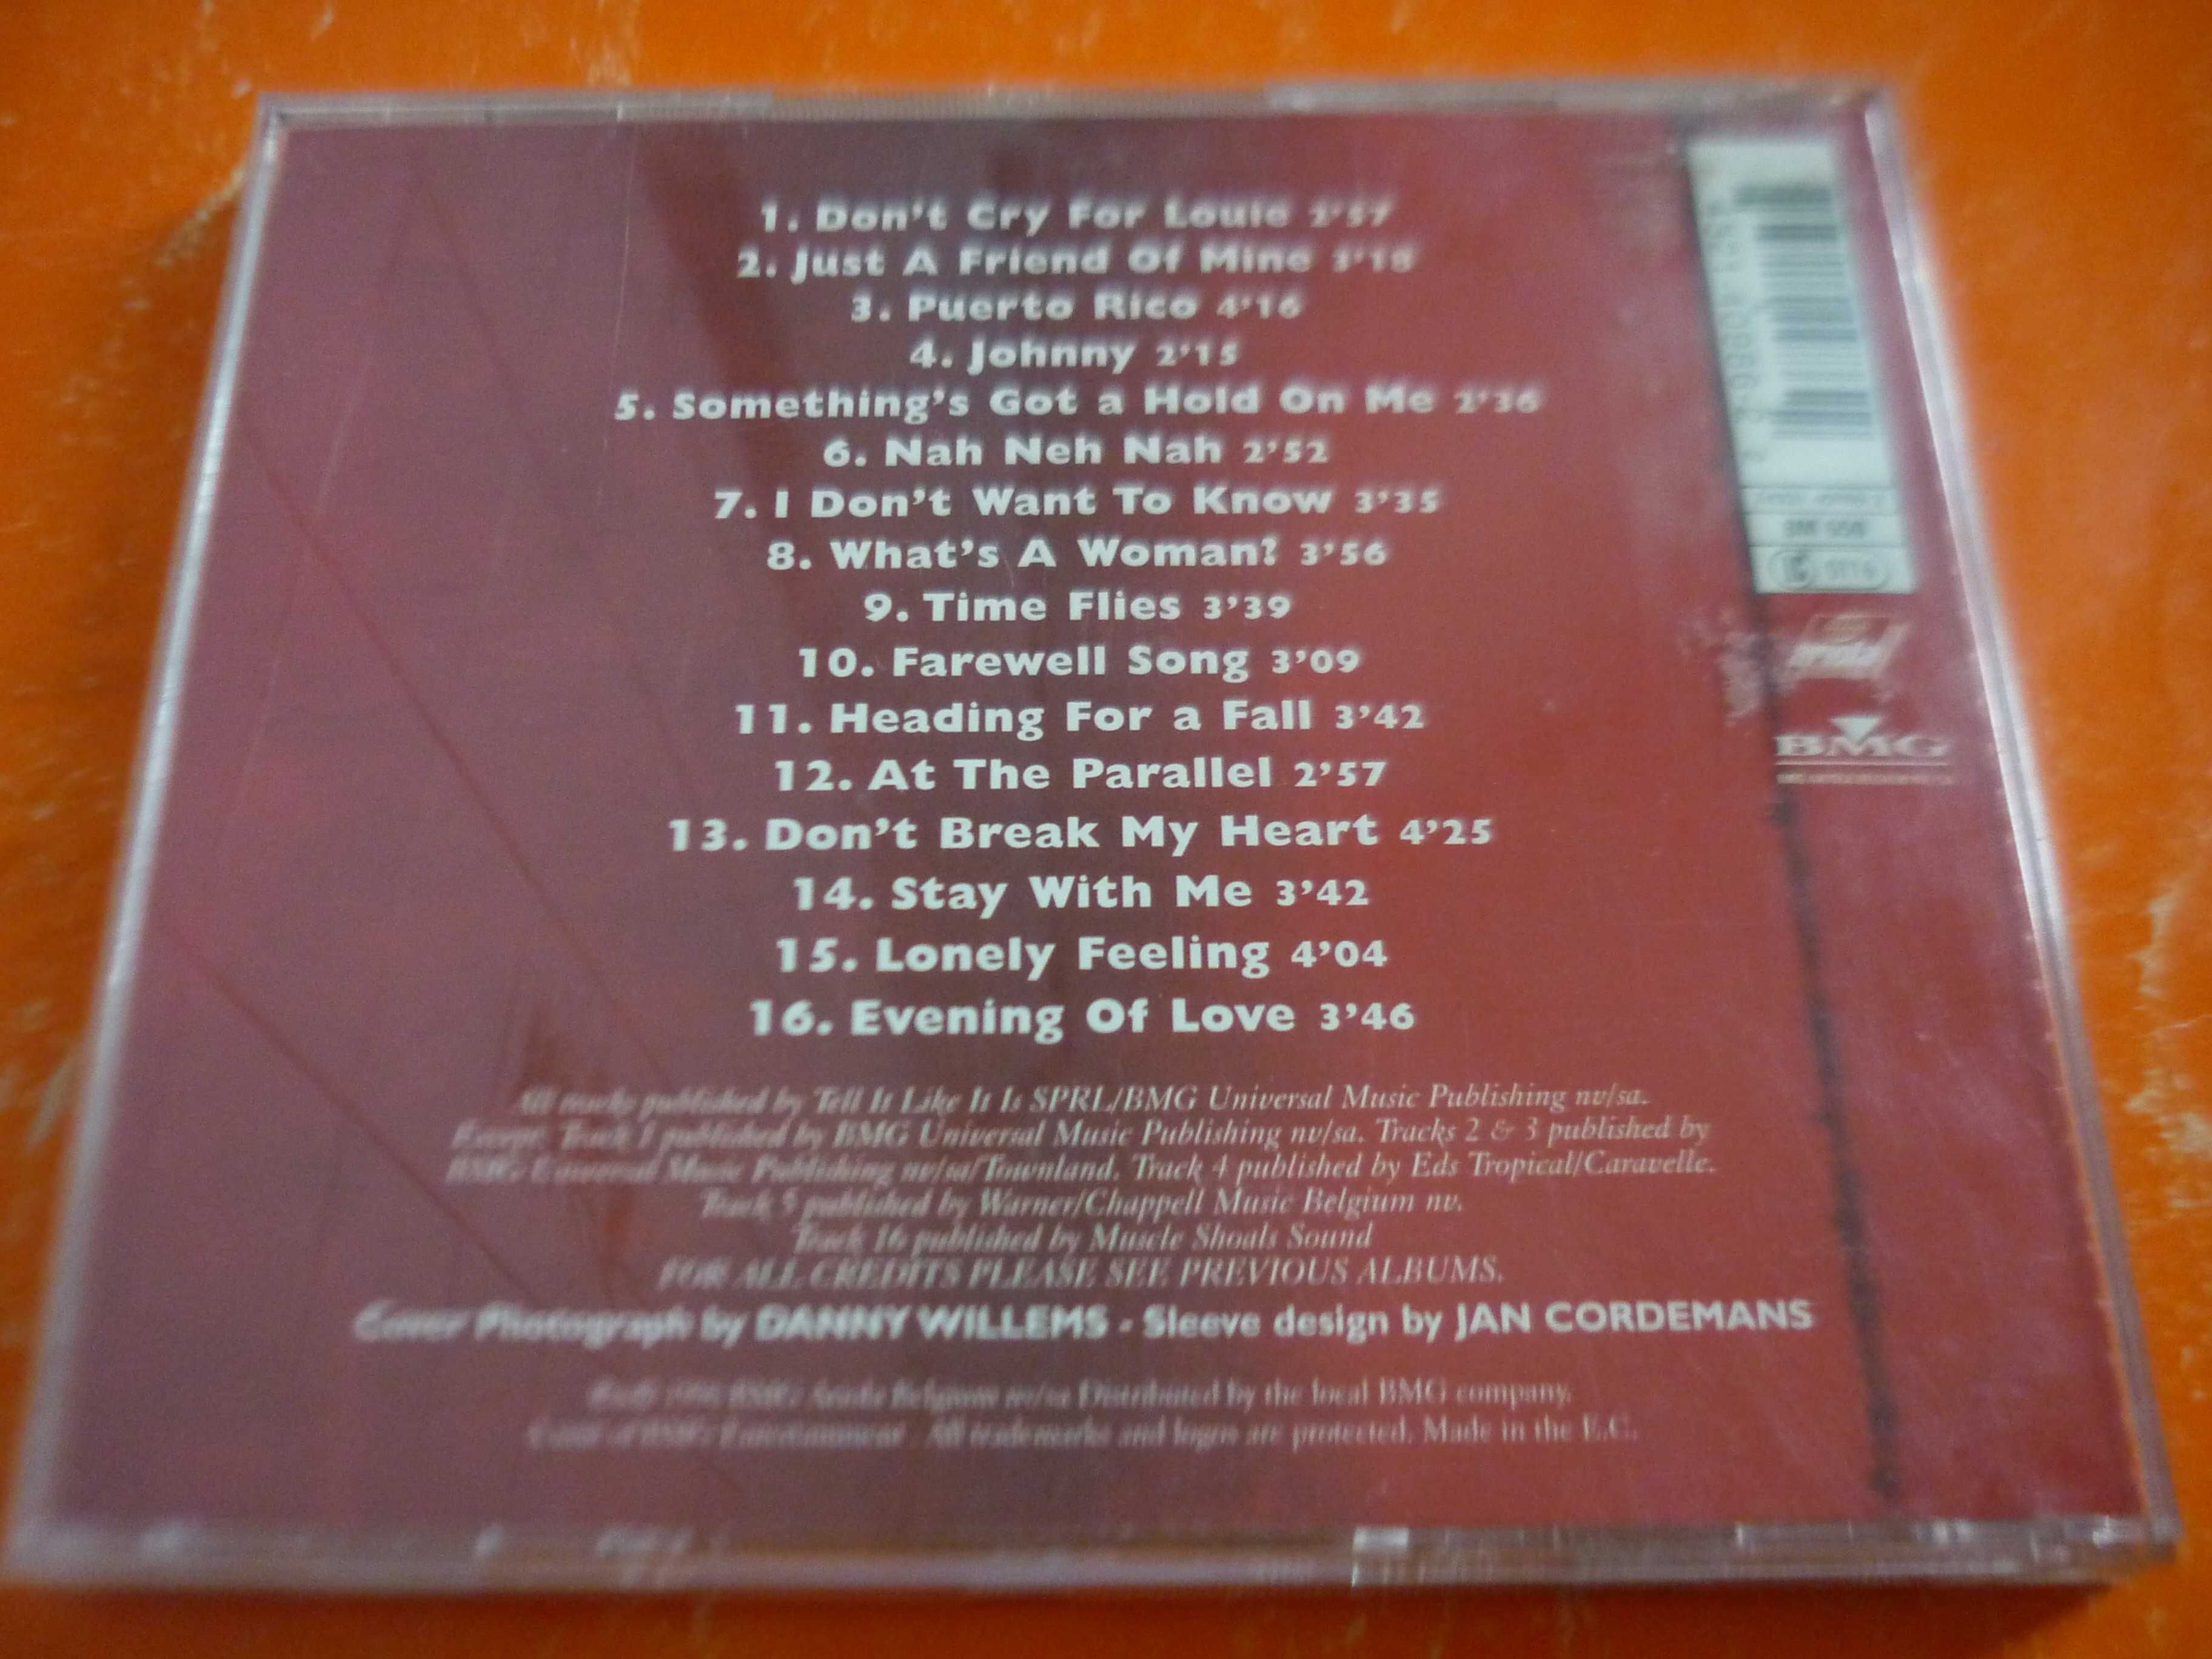 1. Don't Cry For Louie 2'57
2. Just A Friend Of Mine 3'18
3. Puerto Rico 4'16
4. Johnny 2'15
5. Something's Got a Hold On Me 2'36
6. Nah Neh Nah 2'52
7. I Don't Want To Know 3'35
8. What's A Woman? 3'56
9. Time Flies 3'39
10. Farewell Song 3'09
11. Heading For a Fall 3'42
12. At The Parallel 2'57
13. Don't Break My Heart 4'25
14. Stay With Me 3'42
15. Lonely Feeling 4'04
16. Evening Of Love 3'46
All tracks published by Tell It Like It Is SPRL/BMG Universal Music Publishing nv/sa.
Except: Track 1 published by BMG Universal Music Publishing nv/sa. Tracks 2 & 3 published by
BMG Universal Music Publishing nv/sa/Townland. Track 4 published by Eds Tropical/Caravelle.
Track 5 published by Warner/Chappell Music Belgium nv.
Track 16 published by Muscle Shoals Sound
FOR ALL CREDITS PLEASE SEE PREVIOUS ALBUMS.
Cover Photograph by DANNY WILLEMS - Sleeve design by JAN CORDEMANS
BMG Ariola Belgium nv/sa Distributed by the local BMG company.
BMG Entertainment. All trademarks and logos are protected. Made in the E.C.
BMG